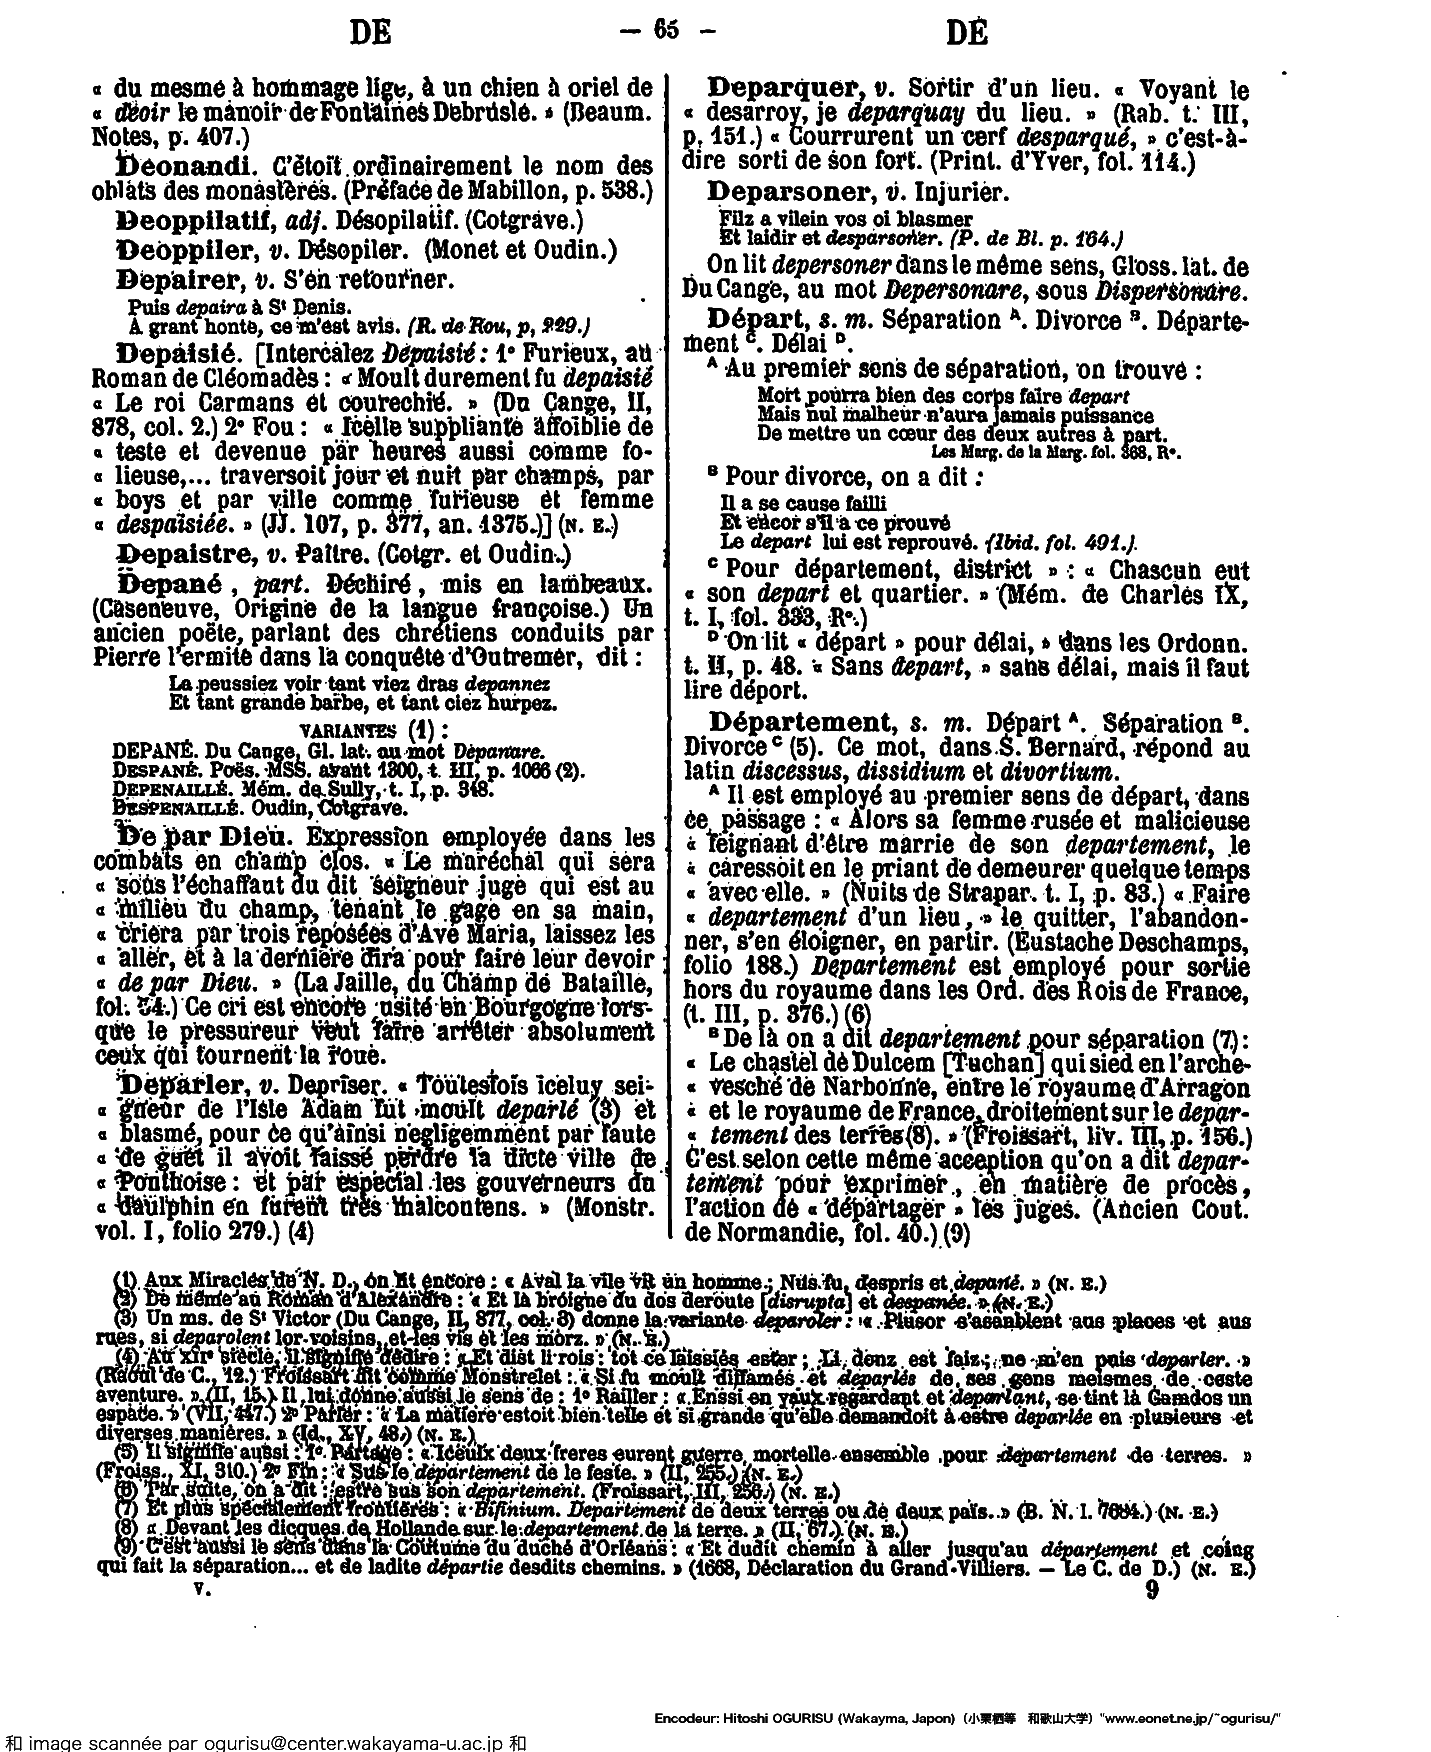 DE
— 65 —
DÉ
« du mesme à hommage lige, à un chien à oriel de
« deoir le manoir de Fontaines Debruslé. » (Beaum.
Notes, p. 407.)
Deonandi. C'étoit ordinairement le nom des
oblats des monastères. (Préface de Mabillon, p. 538.)
Deoppilatif, adj. Désopilatif. (Cotgrave.)
Deoppiler, v. Désopiler. (Monet et Oudin.)
Depairer, v. S'en retourner.
Puis depaira à St Denis.
A grant honte, ce m'est avis. (R. de Rou, p, 229.)
Depaisié. [Intercalez Dépaisié : 1° Furieux, au
Roman de Cléomadès : « Moult durement fu depaisié
« Le roi Carmans et courechié. » (Du Cange, II,
878, col. 2.) 2° Fou : « Icelle suppliante affoiblie de
« teste et devenue par heures aussi comme fo-
« lieuse,... traversoit jour et nuit par champs, par
« boys et par ville comme furieuse et femme
« despaisiée. » (JJ. 107, p. 377, an. 1375.)] (N. E.)
Depaistre, v. Paître. (Cotgr. et Oudin.)
Depané, part. Déchiré, mis en lambeaux.
(Caseneuve, Origine de la langue françoise.) Un
ancien poëte, parlant des chrétiens conduits par
Pierre l'ermite dans la conquête d'Outremer, dit :
La peussiez voir tant viez dras depannez
Et tant grande barbe, et tant ciez hurpez.
VARIANTES (1) :
DEPANÉ. Du Cange, Gl. lat. au mot Depanare.
DESPANÉ. Poës. MSS. avant 1300, t. III, p. 1066 (2).
DEPENAILLÉ. Mém. de Sully, t. I, p. 348.
DESPENAILLÉ. Oudin, Cotgrave.
De par Dieu. Expression employée dans les
combats en champ clos. « Le maréchal qui sera
« sous l'échaffaut du dit seigneur juge qui est au
« milieu du champ, tenant le gage en sa main,
« criera par trois reposées d'Ave Maria, laissez les
« aller, et à la dernière dira pour faire leur devoir
« de par Dieu. » (La Jaille, du Champ de Bataille,
fol. 54.) Ce cri est encore usité en Bourgogne lors-
que le pressureur veut faire arrêter absolument
ceux qui tournent la roue.
Deparler, v. Depriser. « Toutesfois iceluy sei-
« gneur de l'Isle Adam fut moult deparlé (3) et
« blasmé, pour ce qu'ainsi negligemment par faute
« de guet il avoit laissé perdre la dicte ville de
« Ponthoise : et par especial les gouverneurs du
« daulphin en furent très malcontens. » (Monstr.
vol. I, folio 279.) (4)
Deparquer, v. Sortir d'un lieu. « Voyant le
« desarroy, je deparquay du lieu. » (Rab. t. III,
p. 151.) « Coururent un cerf desparqué, » c'est-à-
dire sorti de son fort. (Print. d'Yver, fol. 114.)
Deparsoner, v. Injurier.
Filz a vilein vos oi blasmer
Et laidir et desparsoner. (P. de Bl. p. 164.)
On lit depersoner dans le même sens, Gloss. lat. de
Du Cange, au mot Depersonare, sous Dispersonare.
Départ, s. m. Séparation A. Divorce B. Départe-
ment C. Délai D.
A Au premier sens de séparation, on trouve :
Mort pourra bien des corps faire depart
Mais nul malheur n'aura jamais puissance
De mettre un cœur des deux autres à part.
Les Marg. de la Marg. fol. 368, R°.
B Pour divorce, on a dit :
Il a se cause failli
Et encor s'il a ce prouvé
Le depart lui est reprouvé. (Ibid. fol. 491.)
C Pour département, district » : « Chascun eut
« son depart et quartier. » (Mém. de Charles IX,
t. I, fol. 333, R°.)
D On lit « départ » pour délai, » dans les Ordonn.
t. II, p. 48. « Sans depart, » sans délai, mais il faut
lire déport.
Département, s. m. Départ A. Séparation B.
Divorce C (5). Ce mot, dans S. Bernard, répond au
latin discessus, dissidium et divortium.
A Il est employé au premier sens de départ, dans
ce passage : « Alors sa femme rusée et malicieuse
« feignant d'être marrie de son departement, le
« caressoit en le priant de demeurer quelque temps
« avec elle. » (Nuits de Strapar. t. I, p. 83.) « Faire
« departement d'un lieu, » le quitter, l'abandon-
ner, s'en éloigner, en partir. (Eustache Deschamps,
folio 188.) Departement est employé pour sortie
hors du royaume dans les Ord. des Rois de France,
(t. III, p. 376.) (6)
B De là on a dit departement pour séparation (7) :
« Le chastel de Dulcem [Tuchan] qui sied en l'arche-
« vesché de Narbonne, entre le royaume d'Arragon
« et le royaume de France, droitement sur le depar-
« tement des terres (8). » (Froissart, liv. III, p. 156.)
C'est selon cette même acception qu'on a dit depar-
tement pour exprimer, en matière de procès,
l'action de « départager » les juges. (Ancien Cout.
de Normandie, fol. 40.) (9)
(1) Aux Miracles de N. D., on lit encore : « Aval la vile vit un homme ; Nus fu, despris et depané. » (N. E.)
(2) De même au Roman d'Alexandre : « Et la broigne du dos deroute [disrupta] et despanée. » (N. E.)
(3) Un ms. de St Victor (Du Cange, II, 877, col. 3) donne la variante deparoler : « Plusor s'asanblent aus places et aus
rues, si deparolent lor voisins, et les vis et les morz. » (N. E.)
(4) Au XIIe siècle, il signifie dédire : « Et dist li rois : tot ce laissiés ester ; Li donz est faiz ; ne m'en puis deparler. »
(Raoul de C., 12.) Froissart dit comme Monstrelet : « Si fu moult diffamés et deparlés de ses gens meismes de ceste
aventure. » (II, 15.) Il lui donne aussi le sens de : 1° Railler : « Enssi en yaux regardant et deparlant, se tint là Gamdos un
espace. » (VII, 447.) 2° Parler : « La matiere estoit bien telle et si grande qu'elle demandoit à estre deparlée en plusieurs et
diverses manières. » (Id., XV, 48.) (N. E.)
(5) Il signifie aussi : 1° Partage : « Iceulx deux freres eurent guerre mortelle ensemble pour departement de terres. »
(Froiss., XI, 310.) 2° Fin : « Sus le departement de le feste. » (II, 255.) (N. E.)
(6) Par suite, on a dit : estre sus son departement. (Froissart, III, 256.) (N. E.)
(7) Et plus spécialement frontières : « Bifinium. Departement de deux terres ou de deux païs. » (B. N. l. 7684.) (N. E.)
(8) « Devant les dicques de Hollande sur le departement de la terre. » (II, 67.) (N. E.)
(9) C'est aussi le sens dans la Coutume du duché d'Orléans : « Et dudit chemin à aller jusqu'au département et coing
qui fait la séparation... et de ladite départie desdits chemins. » (1668, Déclaration du Grand-Villiers. — Le C. de D.) (N. E.)
V.
9
Encodeur: Hitoshi OGURISU (Wakayma, Japon) (小栗栖等 和歌山大学) "www.eonet.ne.jp/~ogurisu/"
和 image scannée par ogurisu@center.wakayama-u.ac.jp 和